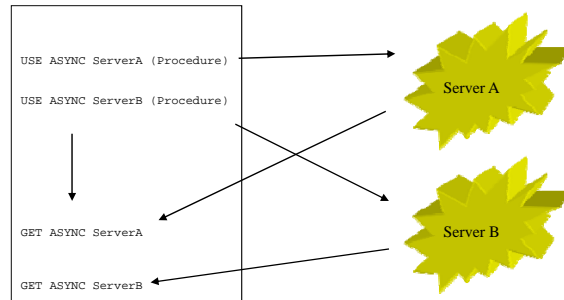 USE ASYNC ServerA (Procedure)
USE ASYNC ServerB (Procedure)
GET ASYNC ServerA
GET ASYNC ServerB
Server A
Server B